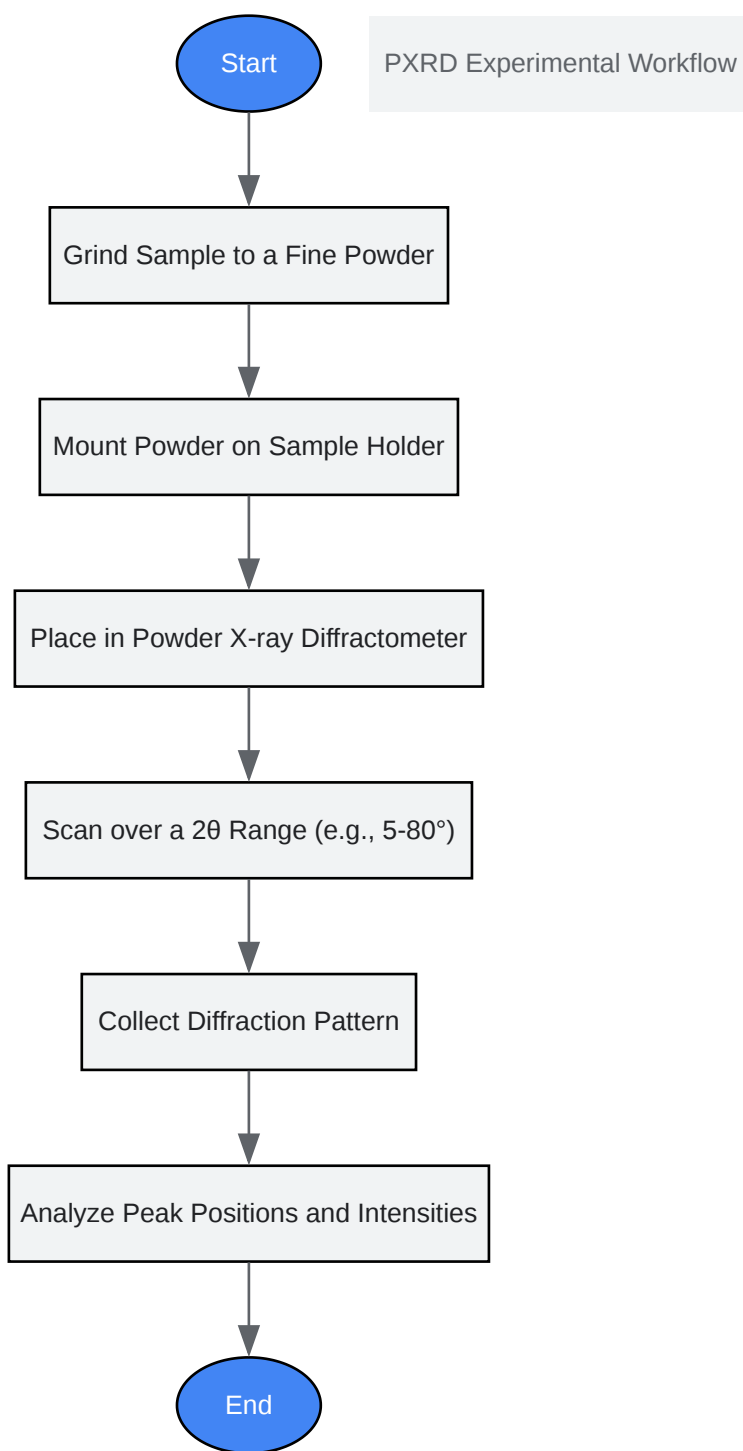 Start
PXRD Experimental Workflow
Grind Sample to a Fine Powder
Mount Powder on Sample Holder
Place in Powder X-ray Diffractometer
Scan over a 2θ Range (e.g., 5-80°)
Collect Diffraction Pattern
Analyze Peak Positions and Intensities
End